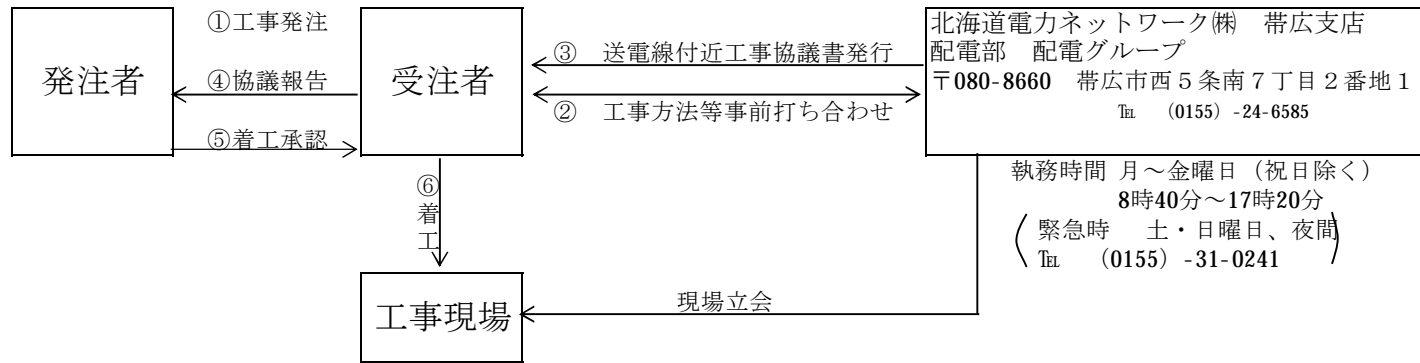 ①工事発注
発注者
④協議報告
⑤着工承認
受注者
③　送電線付近工事協議書発行
②　工事方法等事前打ち合わせ
北海道電力ネットワーク㈱　帯広支店
配電部　配電グループ
〒080-8660　帯広市西５条南７丁目２番地１
℡　（0155）-24-6585
執務時間 月～金曜日（祝日除く）
8時40分～17時20分
緊急時　土・日曜日、夜間
℡　（0155）-31-0241
⑥
着
工
工事現場
現場立会